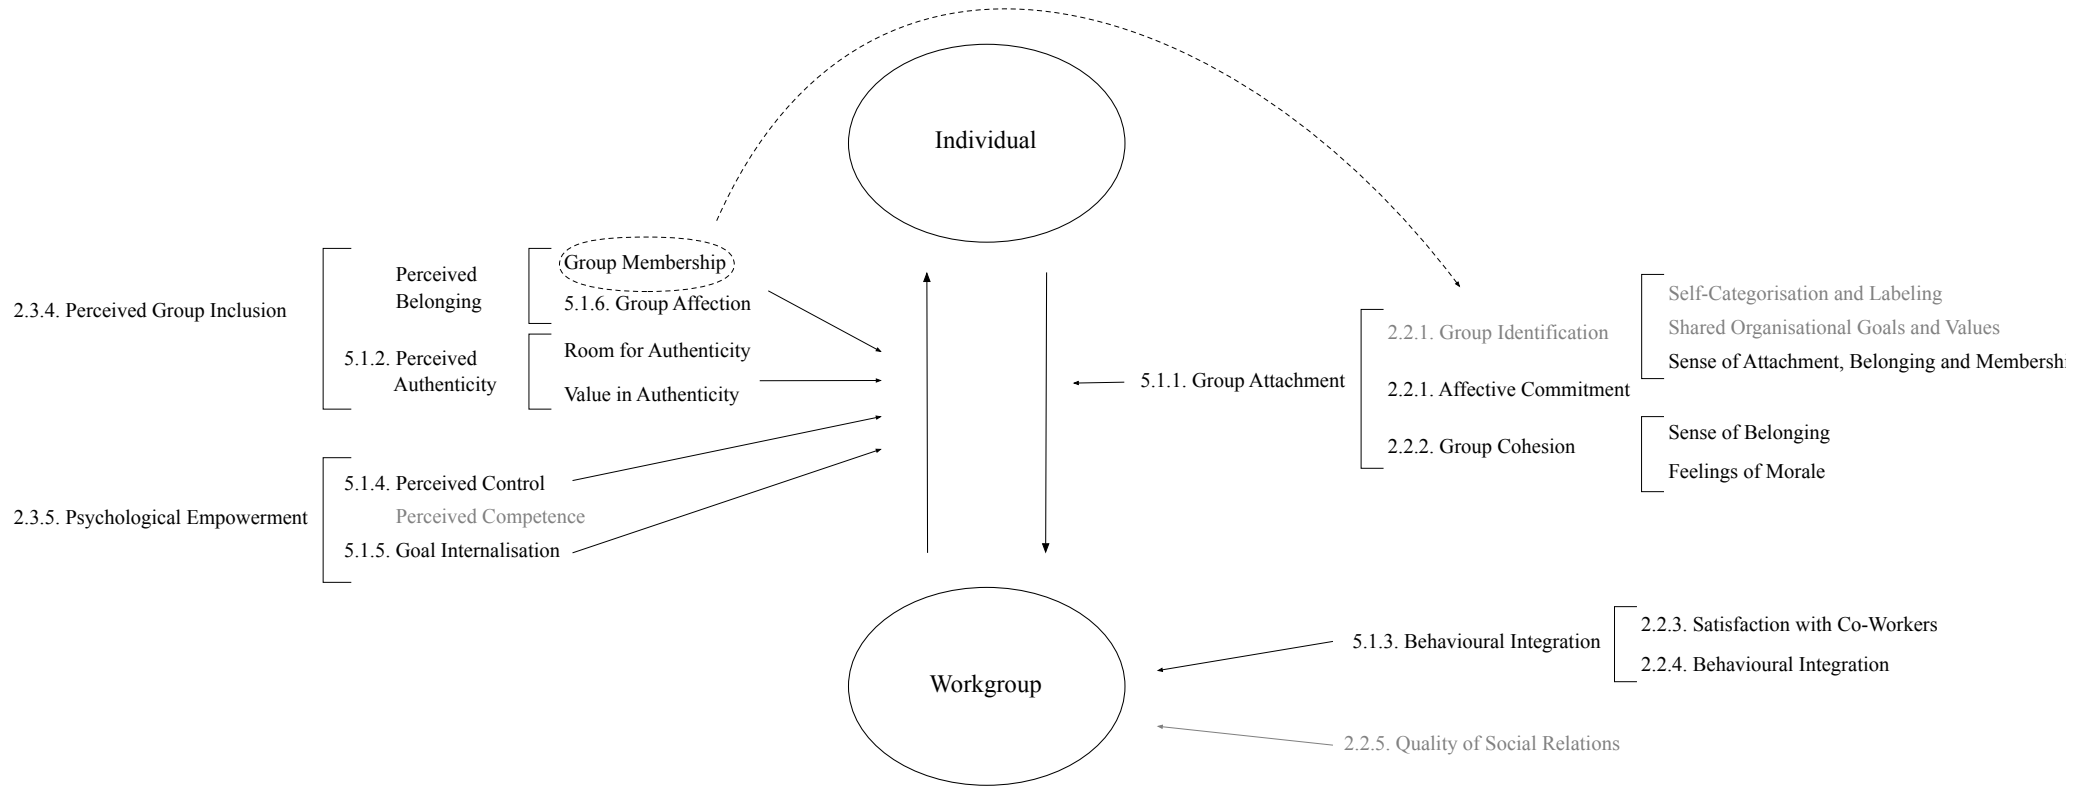 Individual
2.3.4. Perceived Group Inclusion
Perceived
Belonging
Group Membership
5.1.6. Group Affection
5.1.2. Perceived
Authenticity
Room for Authenticity
Value in Authenticity
2.3.5. Psychological Empowerment
5.1.4. Perceived Control
Perceived Competence
5.1.5. Goal Internalisation
5.1.1. Group Attachment
2.2.1. Group Identification
Self-Categorisation and Labeling
Shared Organisational Goals and Values
Sense of Attachment, Belonging and Membershi
2.2.1. Affective Commitment
2.2.2. Group Cohesion
Sense of Belonging
Feelings of Morale
Workgroup
5.1.3. Behavioural Integration
2.2.3. Satisfaction with Co-Workers
2.2.4. Behavioural Integration
2.2.5. Quality of Social Relations